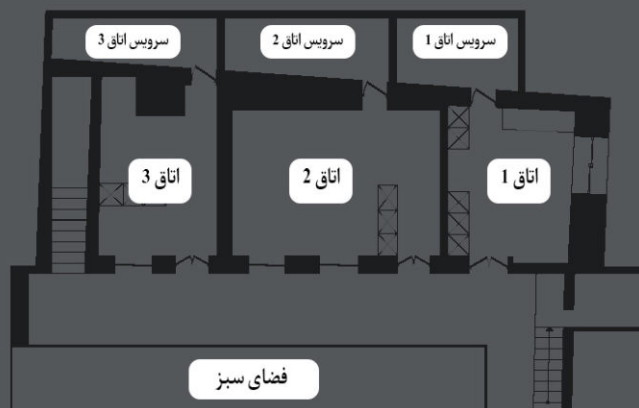 سرویس اتاق 1
سرویس اتاق 2
سرویس اتاق 3
اتاق 1
اتاق 2
اتاق 3
فضای سبز